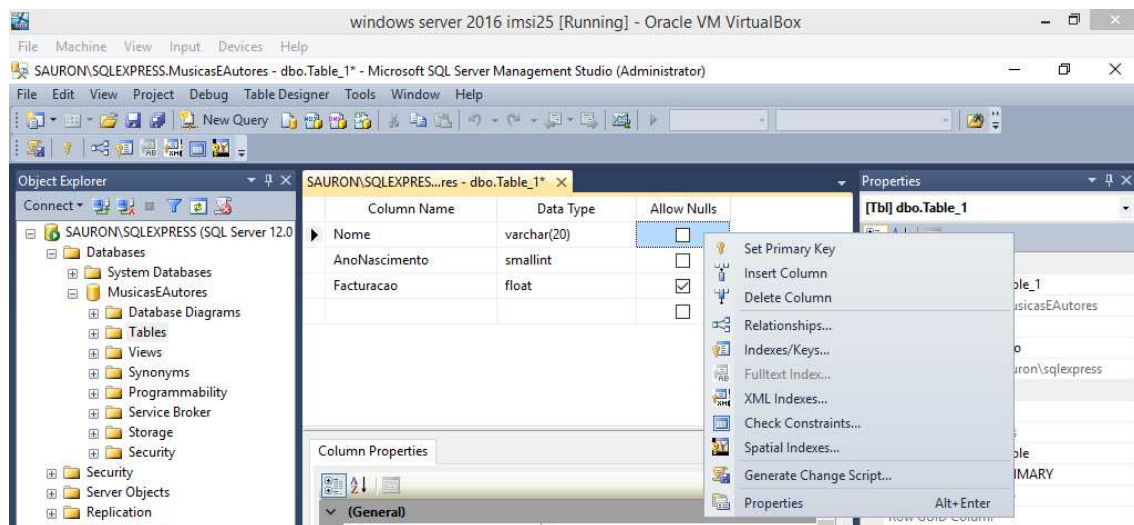 windows server 2016 imsi25 [Running] - Oracle VM VirtualBox
File Machine View Input Devices Help
SAURON\SQLEXPRESS.MusicasEAutores - dbo.Table_1* - Microsoft SQL Server Management Studio (Administrator)
File Edit View Project Debug Table Designer Tools Window Help
New Query
Object Explorer
Connect
SAURON\SQLEXPRESS (SQL Server 12.0
Databases
System Databases
MusicasEAutores
Database Diagrams
Tables
Views
Synonyms
Programmability
Service Broker
Storage
Security
Security
Server Objects
Replication
SAURON\SQLEXPRES...res - dbo.Table_1*
Column Name Data Type Allow Nulls
Nome varchar(20)
AnoNascimento smallint
Facturacao float
Set Primary Key
Insert Column
Delete Column
Relationships...
Indexes/Keys...
Fulltext Index...
XML Indexes...
Check Constraints...
Spatial Indexes...
Generate Change Script...
Properties Alt+Enter
Column Properties
(General)
Properties
[Tbl] dbo.Table_1
ble_1
usicasEAutores
o
uron\sqlexpress
ble
IMARY